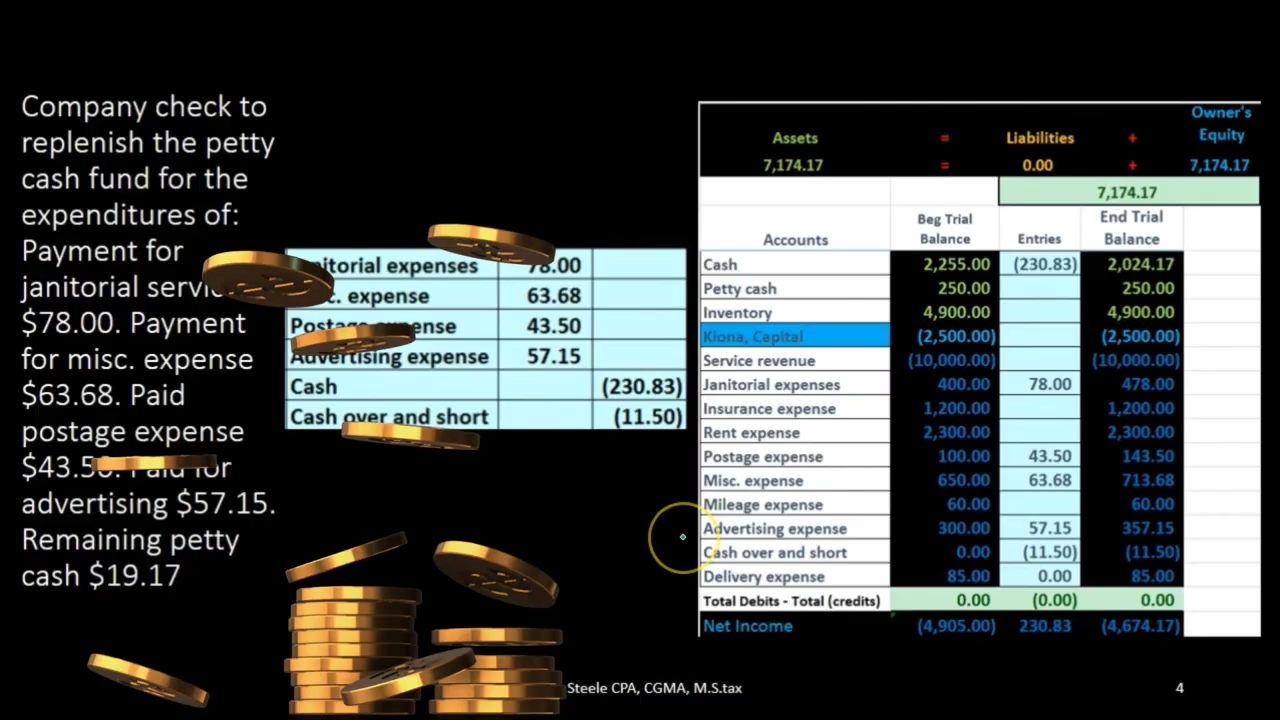 Company check to
replenish the petty
cash fund for the
expenditures of:
Payment for
janitorial
$78.00. Payment
for misc. expense
$63.68. Paid
postage expense
for
advertising $57.15.
Remaining petty
cash $19.17
expenses 78.00
expense 63.68
Postage expense 43.50
Advertising expense 57.15
Cash (230.83)
Cash over and short (11.50)
Assets = Liabilities + Owner's Equity
7,174.17 = 0.00 + 7,174.17
7,174.17
Accounts Beg Trial Balance Entries End Trial Balance
Cash 2,255.00 (230.83) 2,024.17
Petty cash 250.00 250.00
Inventory 4,900.00 4,900.00
Kiona, Capital (2,500.00) (2,500.00)
Service revenue (10,000.00) (10,000.00)
Janitorial expenses 400.00 78.00 478.00
Insurance expense 1,200.00 1,200.00
Rent expense 2,300.00 2,300.00
Postage expense 100.00 43.50 143.50
Misc. expense 650.00 63.68 713.68
Mileage expense 60.00 60.00
Advertising expense 300.00 57.15 357.15
Cash over and short 0.00 (11.50) (11.50)
Delivery expense 85.00 0.00 85.00
Total Debits - Total (credits) 0.00 (0.00) 0.00
Net Income (4,905.00) 230.83 (4,674.17)
Steele CPA, CGMA, M.S.tax
4